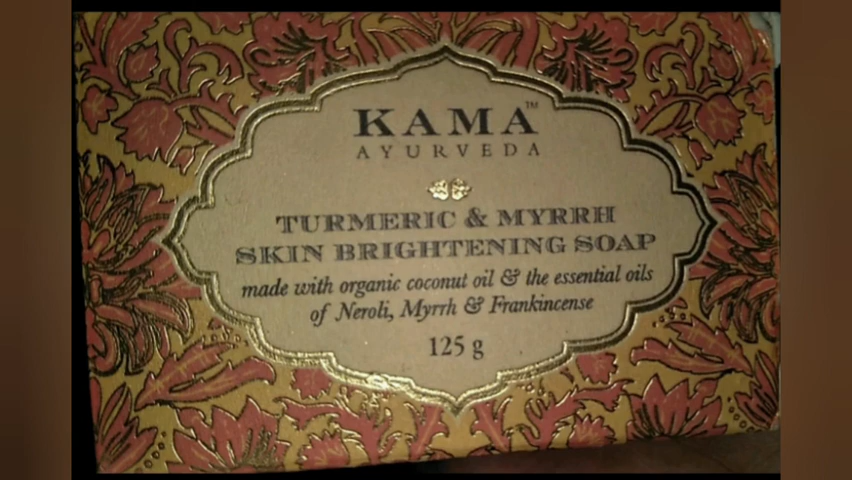 KAMA™
AYURVEDA
TURMERIC & MYRRH
SKIN BRIGHTENING SOAP
made with organic coconut oil & the essential oils
of Neroli, Myrrh & Frankincense
125 g